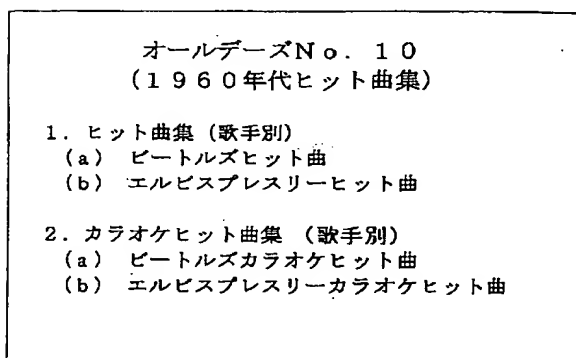 オールデーズNo. 10
(1960年代ヒット曲集)
1. ヒット曲集(歌手別)
(a) ビートルズヒット曲
(b) エルビスプレスリーヒット曲
2. カラオケヒット曲集 (歌手別)
(a) ビートルズカラオケヒット曲
(b) エルビスプレスリーカラオケヒット曲